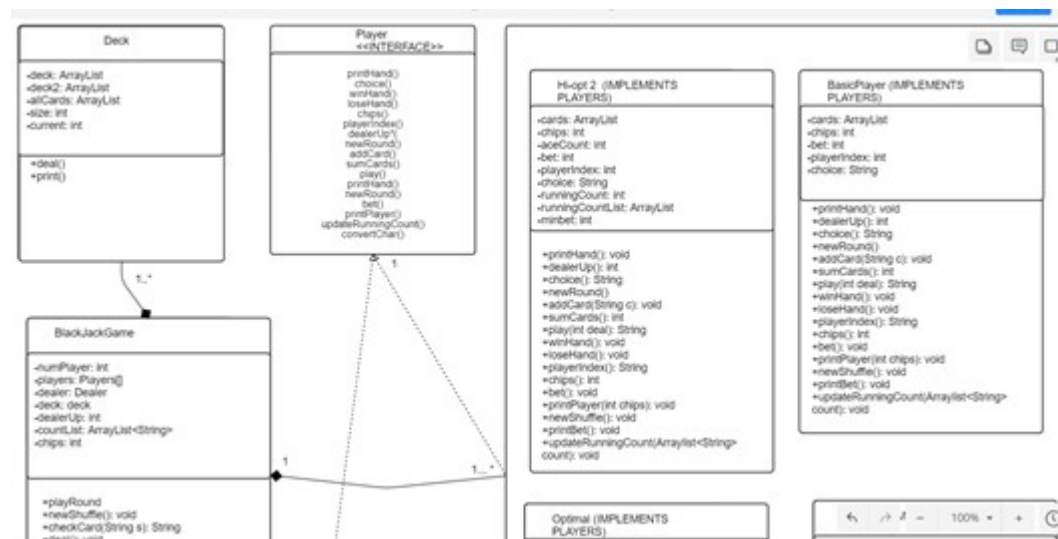 Deck
-deck: ArrayList
-deck2: ArrayList
-allCards: ArrayList
-size: int
-current: int
+deal()
+print()
1..*
BlackJackGame
-numPlayer: int
-players: Players[]
-dealer: Dealer
-deck: deck
-dealerUp: int
-countList: ArrayList<String>
-chips: int
+playRound
+newShuffle(): void
+checkCard(String s): String
+deal(): void
Player
<<INTERFACE>>
printHand()
choice()
winHand()
loseHand()
chips()
playerIndex()
dealerUp*(
newRound()
addCard()
sumCards()
play()
printHand()
newRound()
bet()
printPlayer()
updateRunningCount()
convertChar()
1
1
1... *
Hi-opt 2 (IMPLEMENTS
PLAYERS)
-cards: ArrayList
-chips: int
-aceCount: int
-bet: int
-playerIndex: int
-choice: String
-runningCount: int
-runningCountList: ArrayList
-minbet: int
+printHand(): void
+dealerUp(): int
+choice(): String
+newRound()
+addCard(String c): void
+sumCards(): int
+play(int deal): String
+winHand(): void
+loseHand(): void
+playerIndex(): String
+chips(): int
+bet(): void
+printPlayer(int chips): void
+newShuffle(): void
+printBet(): void
+updateRunningCount(Arraylist<String>
count): void
BasicPlayer (IMPLEMENTS
PLAYERS)
-cards: ArrayList
-chips: int
-bet: int
-playerIndex: int
-choice: String
+printHand(): void
+dealerUp(): int
+choice(): String
+newRound()
+addCard(String c): void
+sumCards(): int
+play(int deal): String
+winHand(): void
+loseHand(): void
+playerIndex(): String
+chips(): int
+bet(): void
+printPlayer(int chips): void
+newShuffle(): void
+printBet(): void
+updateRunningCount(Arraylist<String>
count): void
Optimal (IMPLEMENTS
PLAYERS)
100%